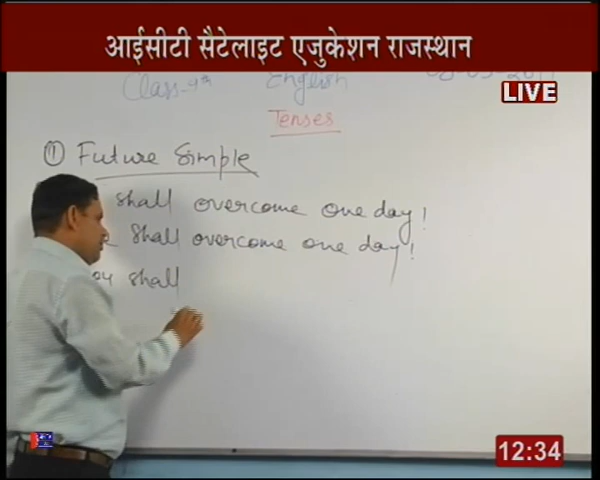 आईसीटी सैटेलाइट एजुकेशन राजस्थान
Class-9th English
LIVE
Tenses
(1) Future Simple
shall overcome one day!
shall overcome one day!
shall
12:34